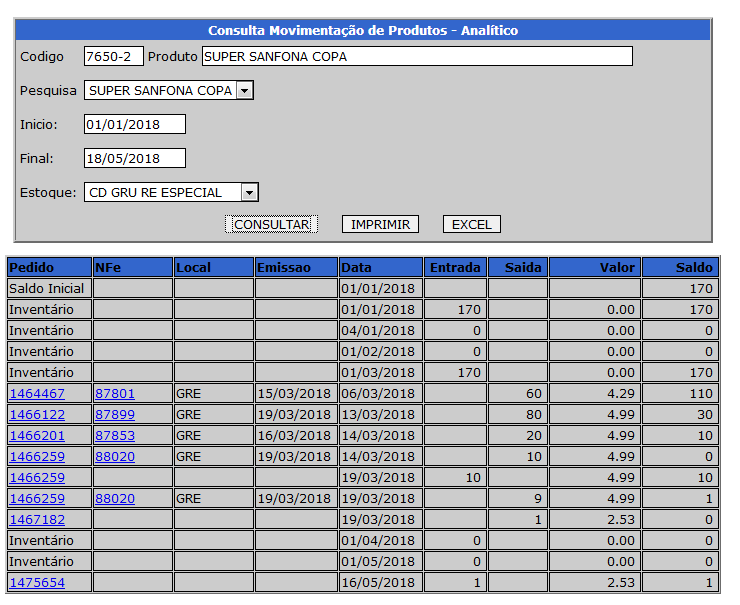 Consulta Movimentação de Produtos - Analítico
Codigo 7650-2 Produto SUPER SANFONA COPA
Pesquisa SUPER SANFONA COPA
Inicio: 01/01/2018
Final: 18/05/2018
Estoque: CD GRU RE ESPECIAL
CONSULTAR IMPRIMIR EXCEL
Pedido NFe Local Emissao Data Entrada Saida Valor Saldo
Saldo Inicial 01/01/2018 170
Inventário 01/01/2018 170 0.00 170
Inventário 04/01/2018 0 0.00 0
Inventário 01/02/2018 0 0.00 0
Inventário 01/03/2018 170 0.00 170
1464467 87801 GRE 15/03/2018 06/03/2018 60 4.29 110
1466122 87899 GRE 19/03/2018 13/03/2018 80 4.99 30
1466201 87853 GRE 16/03/2018 14/03/2018 20 4.99 10
1466259 88020 GRE 19/03/2018 14/03/2018 10 4.99 0
1466259 19/03/2018 10 4.99 10
1466259 88020 GRE 19/03/2018 19/03/2018 9 4.99 1
1467182 19/03/2018 1 2.53 0
Inventário 01/04/2018 0 0.00 0
Inventário 01/05/2018 0 0.00 0
1475654 16/05/2018 1 2.53 1